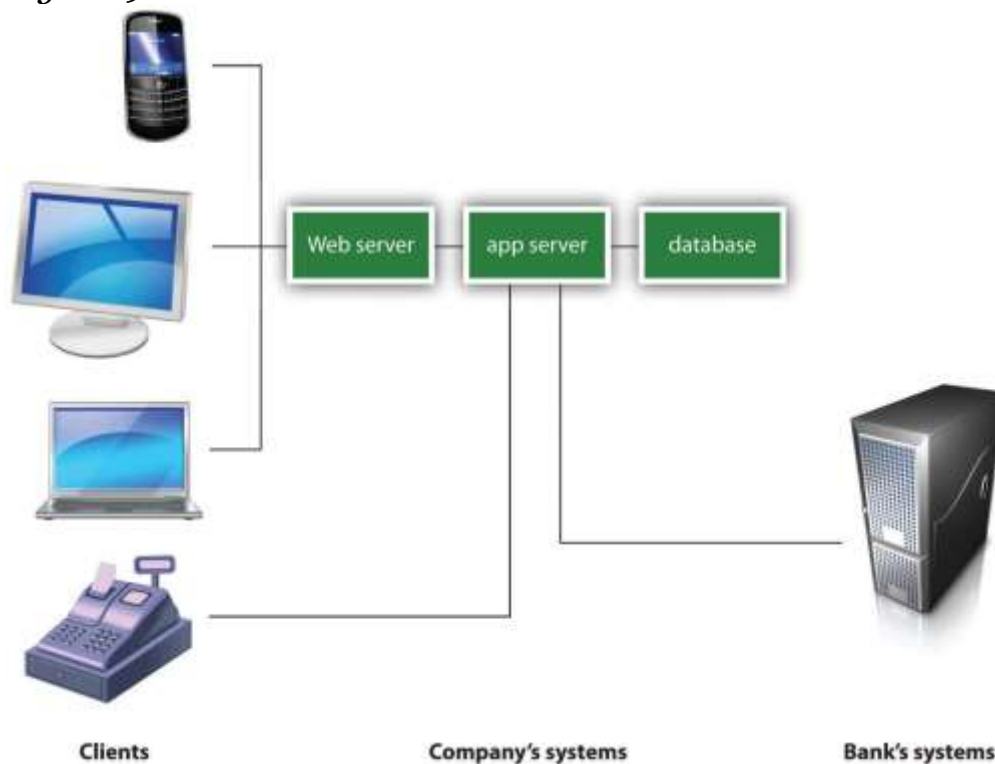 Web server
app server
database
Clients
Company's systems
Bank's systems